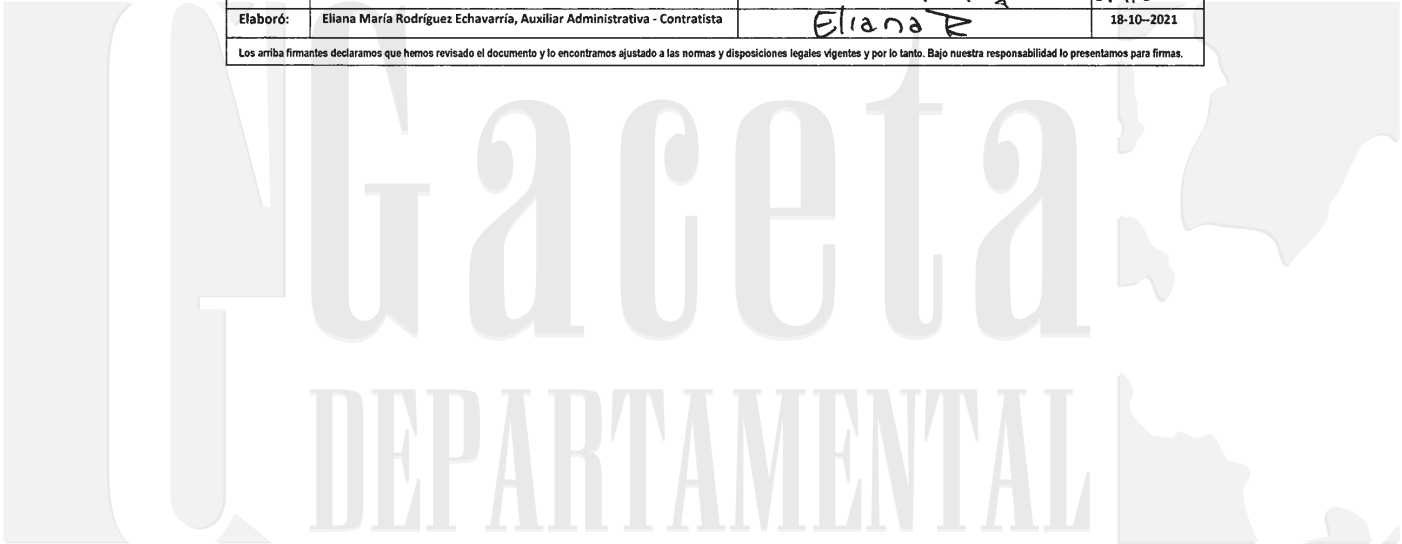 Elaboró: Eliana María Rodríguez Echavarría, Auxiliar Administrativa - Contratista Eliana R 18-10--2021
Los arriba firmantes declaramos que hemos revisado el documento y lo encontramos ajustado a las normas y disposiciones legales vigentes y por lo tanto. Bajo nuestra responsabilidad lo presentamos para firmas.
Gaceta
DEPARTAMENTAL